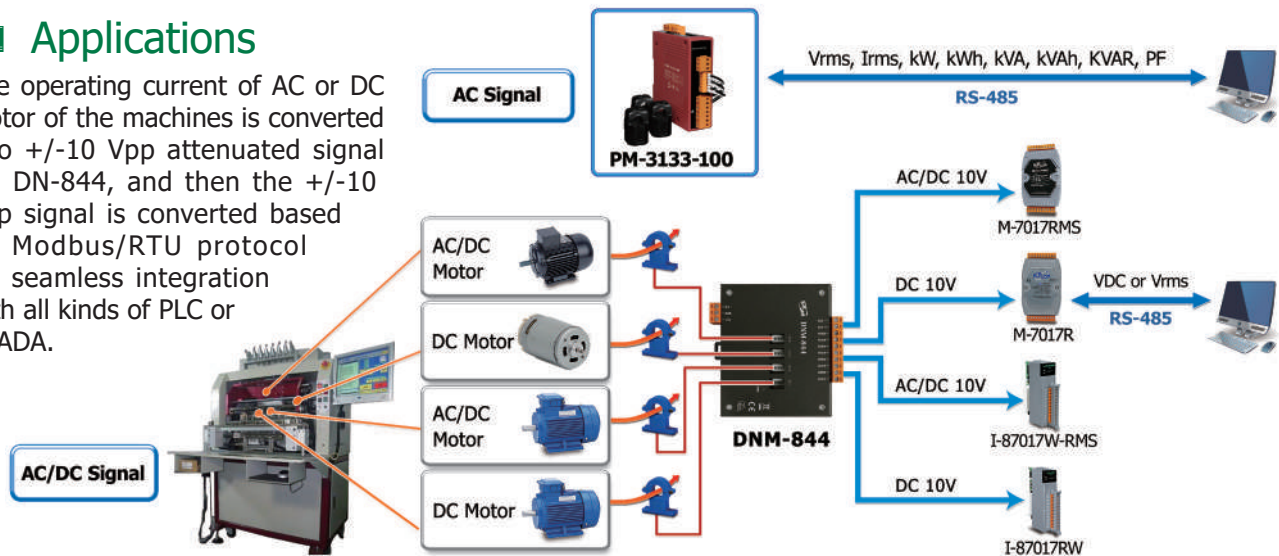 Applications
e operating current of AC or DC
otor of the machines is converted
o +/-10 Vpp attenuated signal
DN-844, and then the +/-10
p signal is converted based
Modbus/RTU protocol
seamless integration
th all kinds of PLC or
ADA.
AC Signal
PM-3133-100
Vrms, Irms, kW, kWh, kVA, kVAh, KVAR, PF
RS-485
AC/DC
Motor
DC Motor
AC/DC
Motor
DC Motor
AC/DC Signal
DNM-844
DNM-844
AC/DC 10V
M-7017RMS
DC 10V
M-7017R
VDC or Vrms
RS-485
AC/DC 10V
I-87017W-RMS
DC 10V
I-87017RW